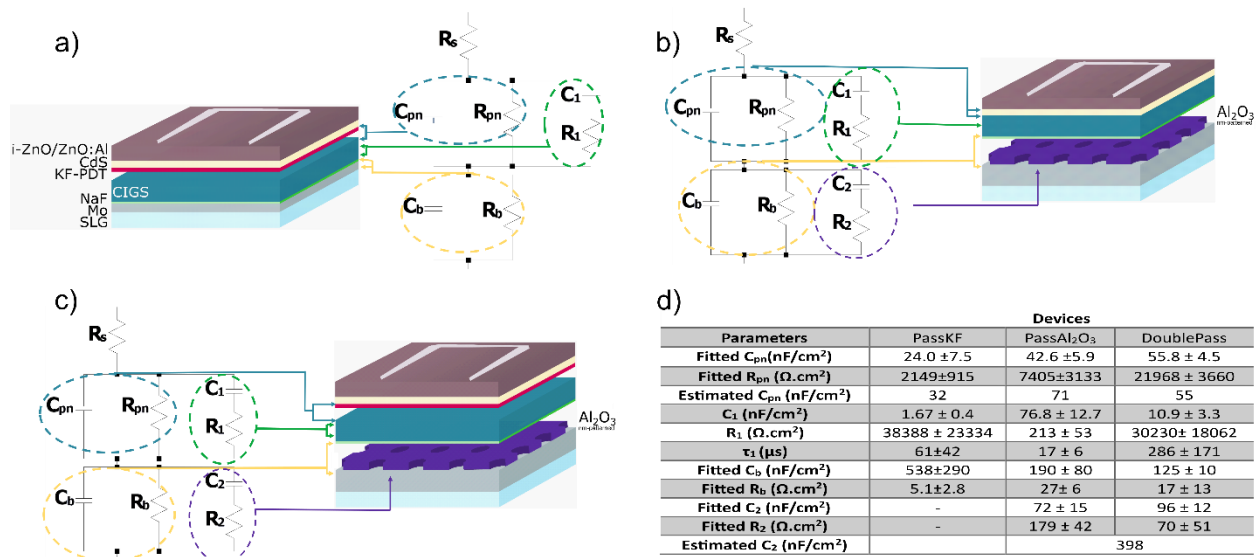 a)
Rs
Cpn
Rpn
C1
R1
Cb
Rb
i-ZnO/ZnO:Al
CdS
KF-PDT
CIGS
NaF
Mo
SLG
b)
Rs
Cpn
Rpn
C1
R1
Cb
Rb
C2
R2
Al2O3
nm-patterned
c)
Rs
Cpn
Rpn
C1
R1
Cb
Rb
C2
R2
Al2O3
nm-patterned
d)
Devices
Parameters PassKF PassAl2O3 DoublePass
Fitted Cpn(nF/cm²) 24.0 ±7.5 42.6 ±5.9 55.8 ± 4.5
Fitted Rpn (Ω.cm²) 2149±915 7405±3133 21968 ± 3660
Estimated Cpn (nF/cm²) 32 71 55
C1 (nF/cm²) 1.67 ± 0.4 76.8 ± 12.7 10.9 ± 3.3
R1 (Ω.cm²) 38388 ± 23334 213 ± 53 30230± 18062
τ1 (μs) 61±42 17 ± 6 286 ± 171
Fitted Cb (nF/cm²) 538±290 190 ± 80 125 ± 10
Fitted Rb (Ω.cm²) 5.1±2.8 27± 6 17 ± 13
Fitted C2 (nF/cm²) - 72 ± 15 96 ± 12
Fitted R2 (Ω.cm²) - 179 ± 42 70 ± 51
Estimated C2 (nF/cm²) 398